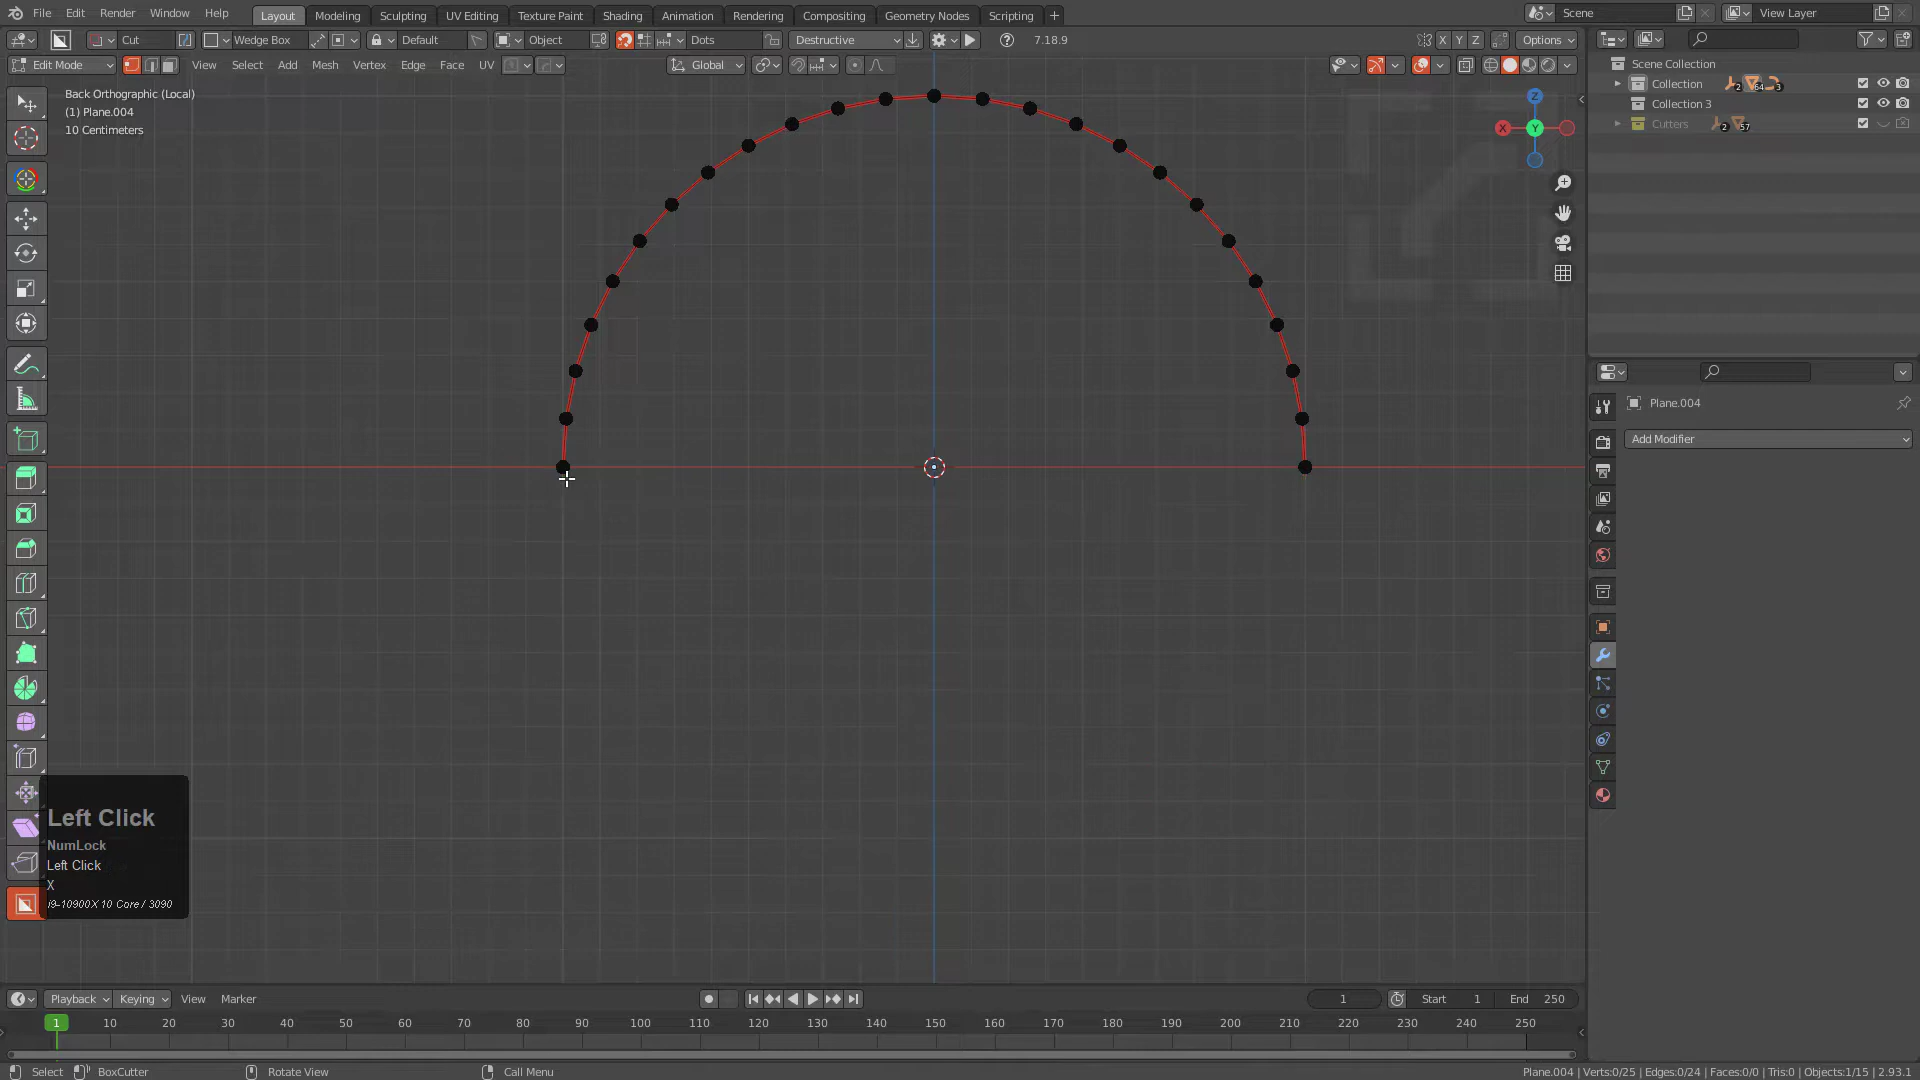 File Edit Render Window Help Layout Modeling Sculpting UV Editing Texture Paint Shading Animation Rendering Compositing Geometry Nodes Scripting + Scene View Layer
Cut Wedge Box Default Object Dots Destructive 7.18.9 X Y Z Options
Edit Mode View Select Add Mesh Vertex Edge Face UV Global
Scene Collection
Collection 2 64 3
Collection 3
Cutters 2 57
Back Orthographic (Local)
(1) Plane.004
10 Centimeters
Z
X
Y
Plane.004
Add Modifier
Left Click
NumLock
Left Click
X
i9-10900X 10 Core / 3090
Playback Keying View Marker 1 Start 1 End 250
1 10 20 30 40 50 60 70 80 90 100 110 120 130 140 150 160 170 180 190 200 210 220 230 240 250
Select BoxCutter Rotate View Call Menu Plane.004 | Verts:0/25 | Edges:0/24 | Faces:0/0 | Tris:0 | Objects:1/15 | 2.93.1